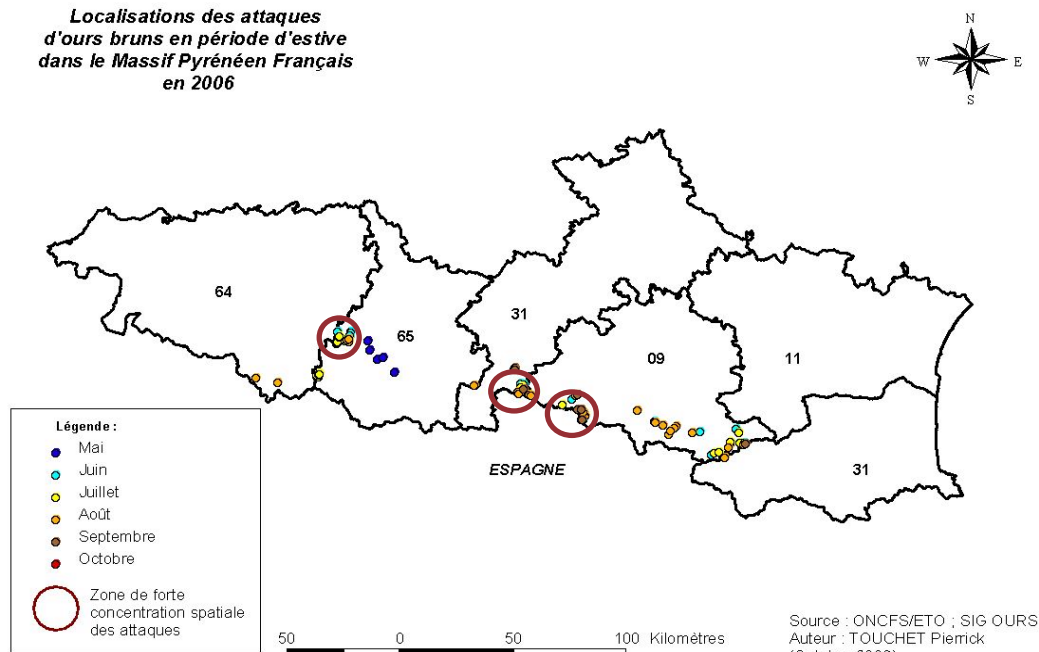 Localisations des attaques
d'ours bruns en période d'estive
dans le Massif Pyrénéen Français
en 2006
N
W
E
S
64
65
31
09
11
31
ESPAGNE
Légende :
Mai
Juin
Juillet
Août
Septembre
Octobre
Zone de forte
concentration spatiale
des attaques
50
0
50
100 Kilomètres
Source : ONCFS/ETO ; SIG OURS
Auteur : TOUCHET Pierrick